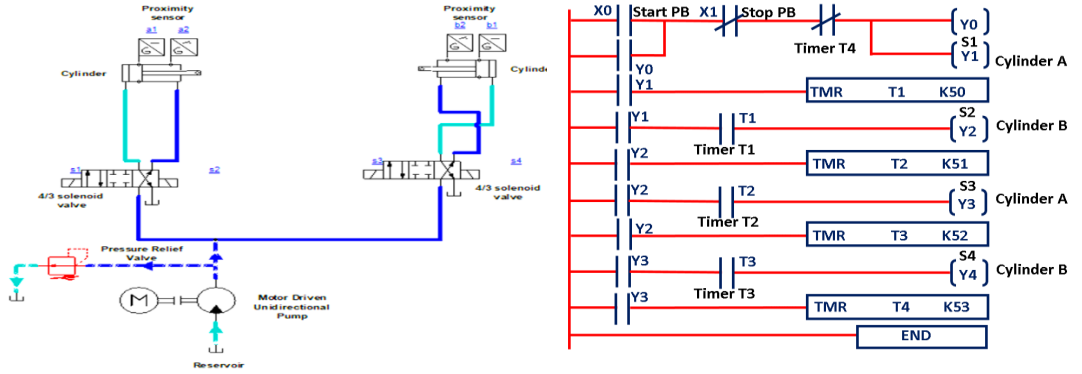 Proximity sensor
a1 a2
Cylinder
s1 s2
4/3 solenoid valve
Proximity sensor
b2 b1
Cylind
s3 s4
4/3 solenoid valve
Pressure Relief Valve
M
Motor Driven Unidirectional Pump
Reservoir
X0 Start PB X1 Stop PB Y0
Timer T4 S1
Y0 Y1 Cylinder A
Y1 TMR T1 K50
Y1 T1 S2 Y2 Cylinder B
Timer T1
Y2 TMR T2 K51
Y2 T2 S3 Y3 Cylinder A
Timer T2
Y2 TMR T3 K52
Y3 T3 S4 Y4 Cylinder B
Timer T3
Y3 TMR T4 K53
END